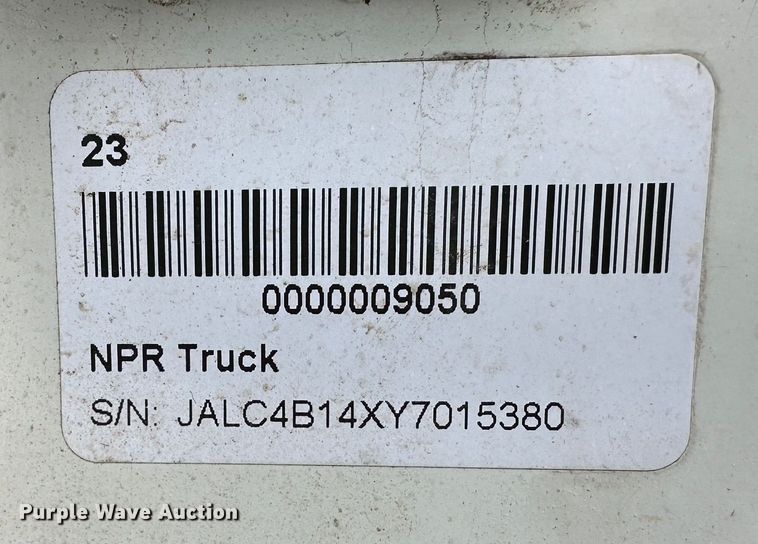 23
0000009050
NPR Truck
S/N: JALC4B14XY7015380
Purple Wave Auction